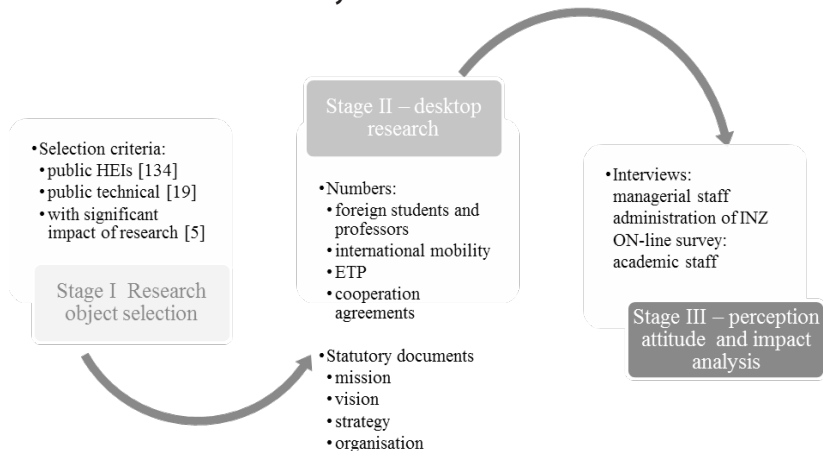 •Selection criteria:
•public HEIs [134]
•public technical [19]
•with significant
impact of research [5]
Stage I Research
object selection
Stage II – desktop
research
•Numbers:
•foreign students and
professors
•international mobility
•ETP
•cooperation
agreements
•Statutory documents
•mission
•vision
•strategy
•organisation
•Interviews:
managerial staff
administration of INZ
ON-line survey:
academic staff
Stage III – perception
attitude and impact
analysis